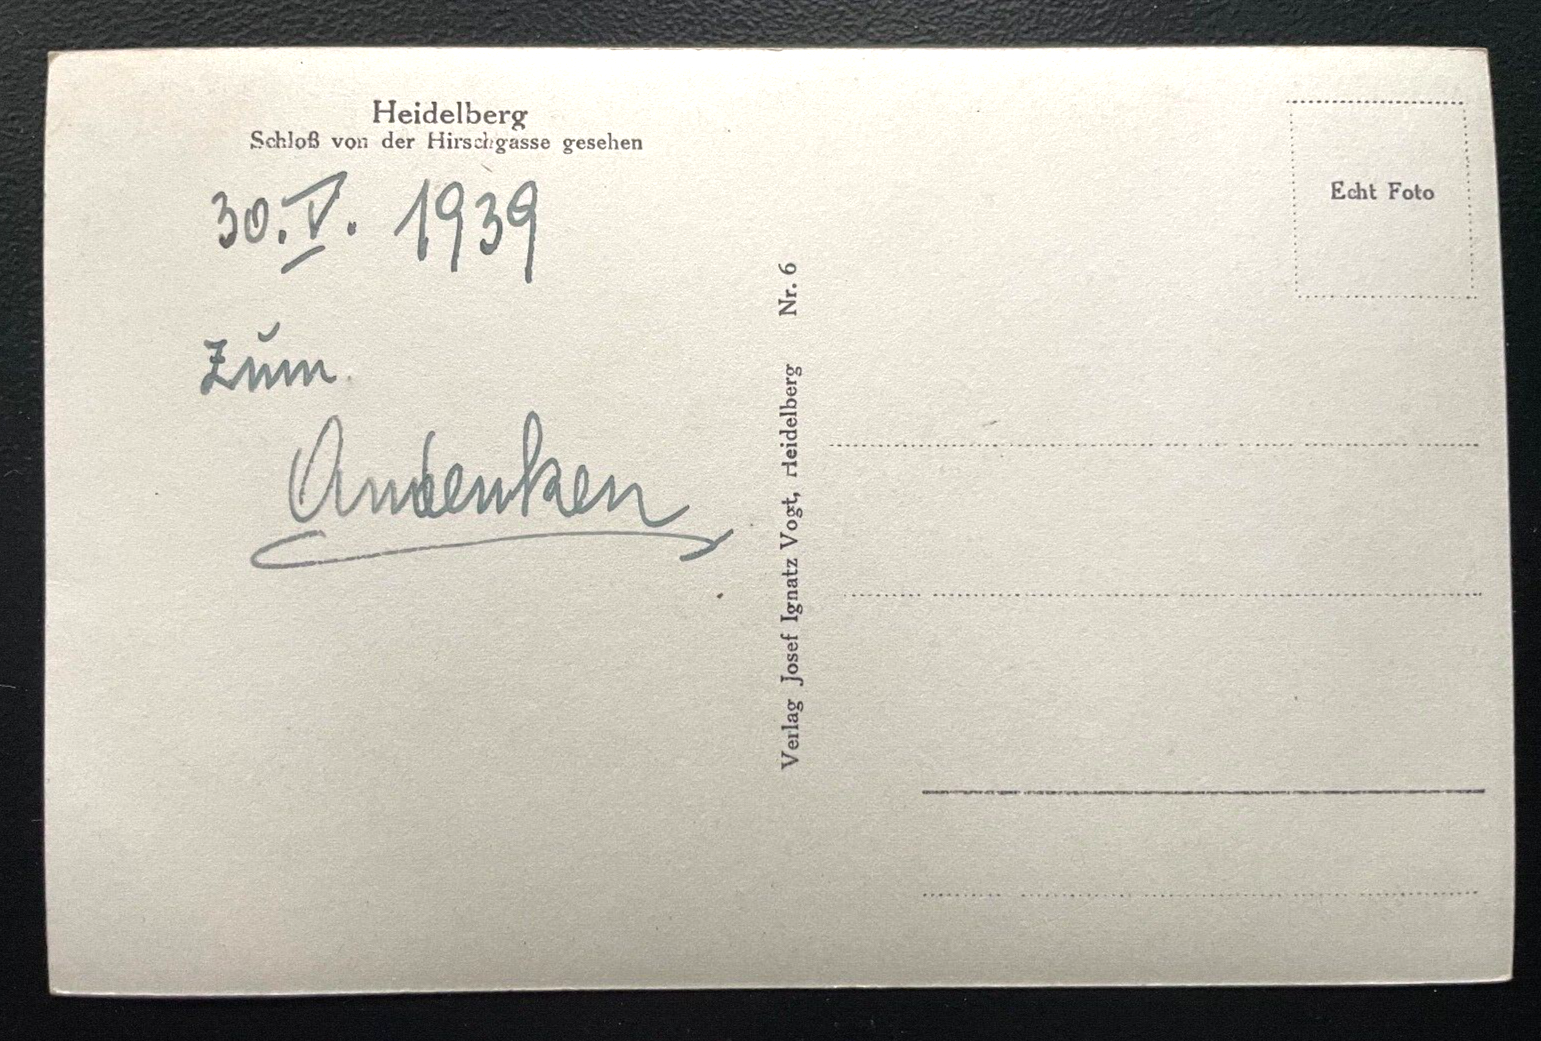 Heidelberg
Schloß von der Hirschgasse gesehen
30.V. 1939
Zum
Andenken
Verlag Josef Ignatz Vogt, Heidelberg Nr. 6
Echt Foto